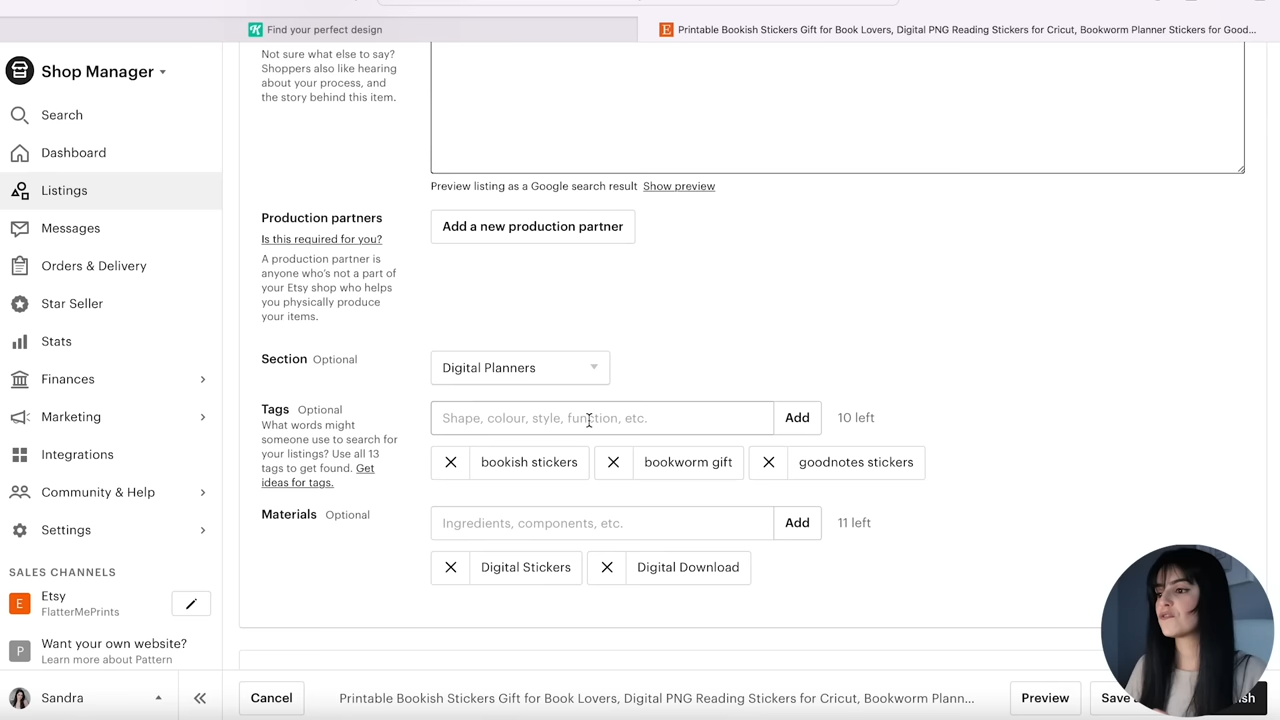 Find your perfect design
Printable Bookish Stickers Gift for Book Lovers, Digital PNG Reading Stickers for Cricut, Bookworm Planner Stickers for Good...
Shop Manager
Search
Dashboard
Listings
Messages
Orders & Delivery
Star Seller
Stats
Finances
Marketing
Integrations
Community & Help
Settings
SALES CHANNELS
E
Etsy
FlatterMePrints
P
Want your own website?
Learn more about Pattern
Sandra
Not sure what else to say?
Shoppers also like hearing
about your process, and
the story behind this item.
Preview listing as a Google search result Show preview
Production partners
Is this required for you?
A production partner is
anyone who's not a part of
your Etsy shop who helps
you physically produce
your items.
Add a new production partner
Section Optional
Digital Planners
Tags Optional
What words might
someone use to search for
your listings? Use all 13
tags to get found. Get
ideas for tags.
Shape, colour, style, function, etc.
Add
10 left
bookish stickers
bookworm gift
goodnotes stickers
Materials Optional
Ingredients, components, etc.
Add
11 left
Digital Stickers
Digital Download
Cancel
Printable Bookish Stickers Gift for Book Lovers, Digital PNG Reading Stickers for Cricut, Bookworm Plann...
Preview